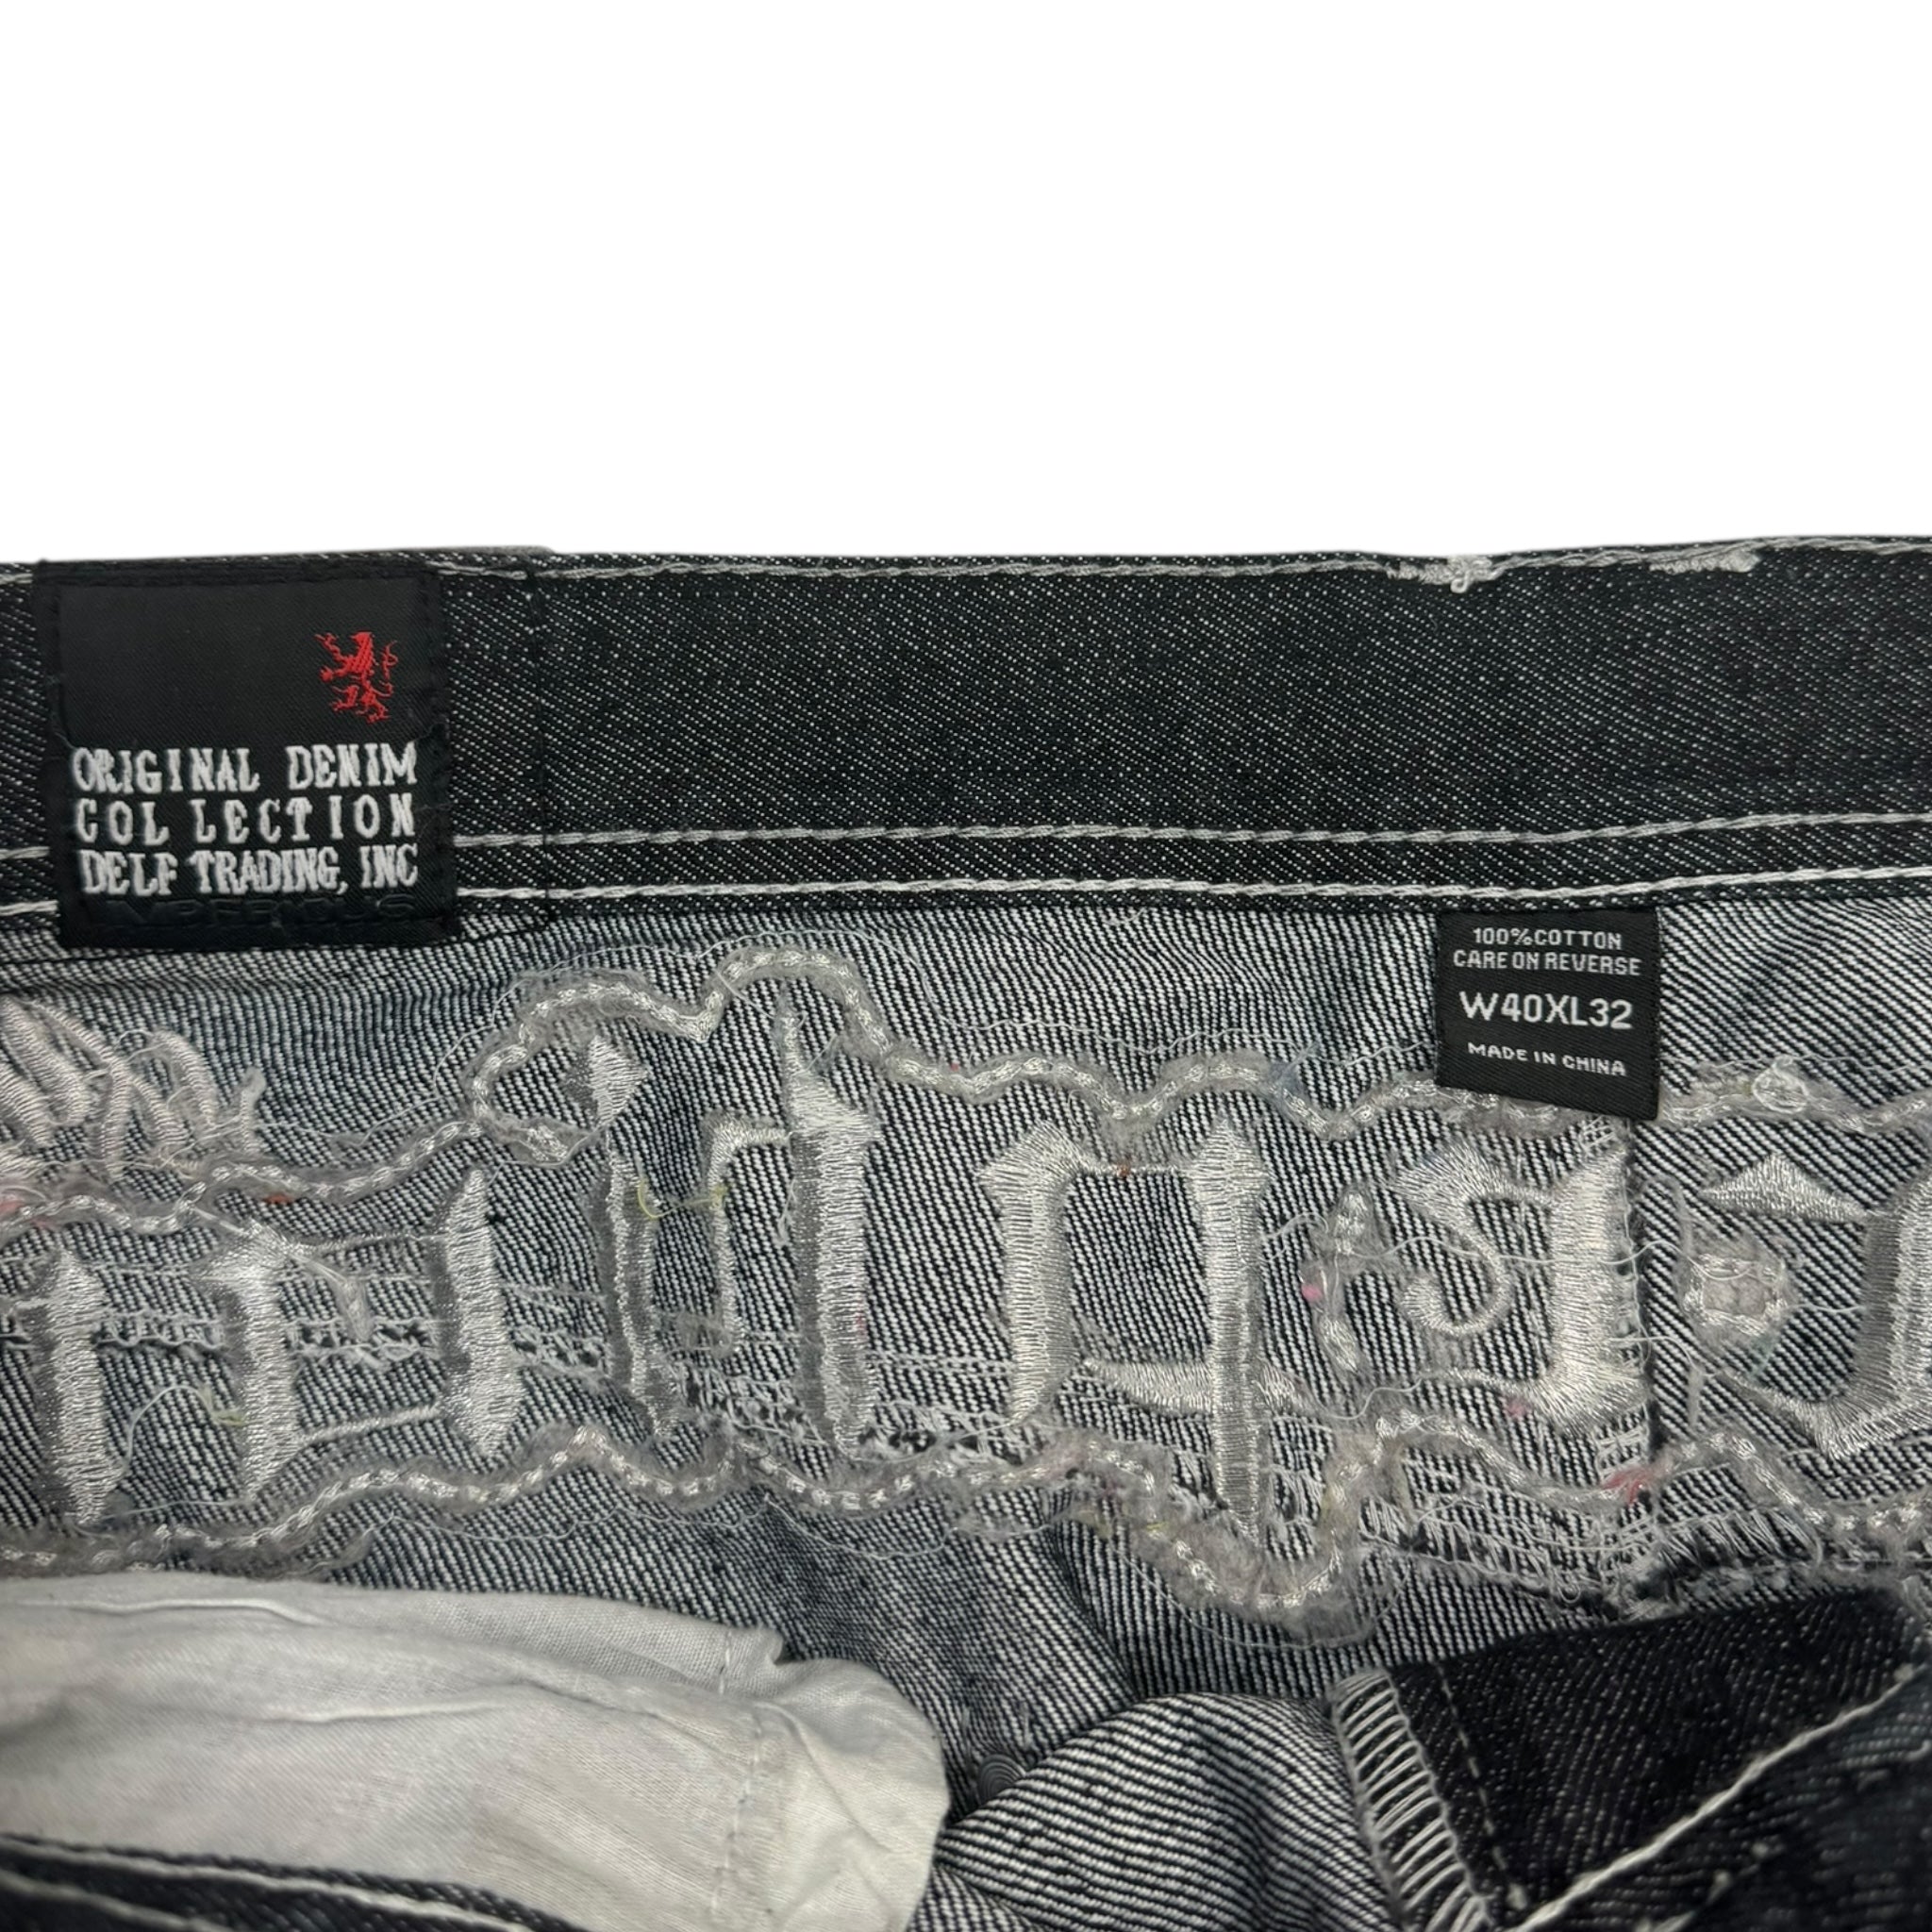 ORIGINAL DENIM
COLLECTION
DELF TRADING, INC
100%COTTON
CARE ON REVERSE
W40XL32
MADE IN CHINA